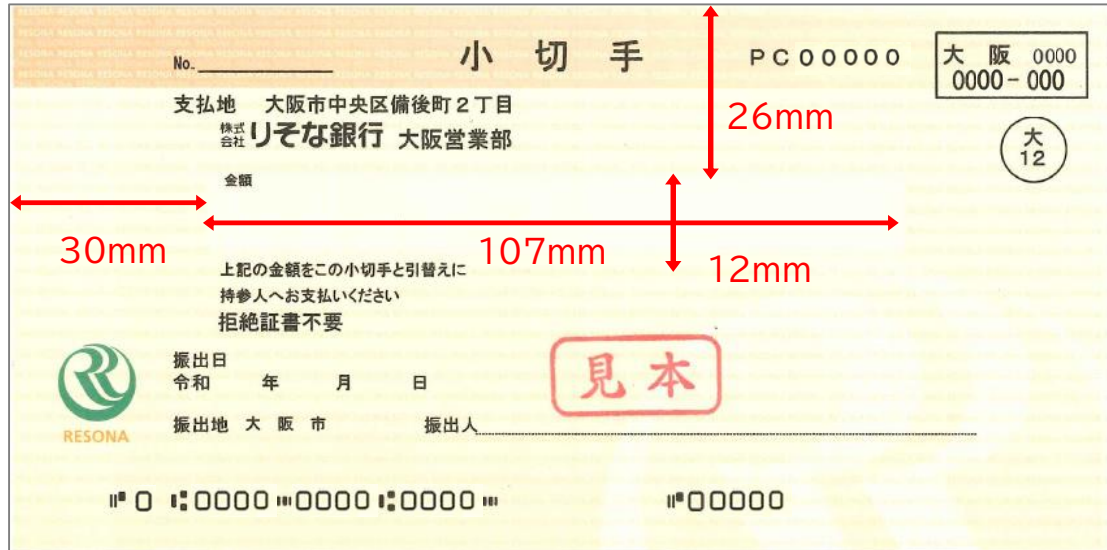 No.
小切手
PC00000
大阪 0000
0000-000
支払地 大阪市中央区備後町2丁目
株式会社 りそな銀行 大阪営業部
26mm
大
12
金額
30mm
107mm
12mm
上記の金額をこの小切手と引替えに
持参人へお支払いください
拒絶証書不要
見本
振出日
令和 年 月 日
RESONA
振出地 大阪市 振出人
⑈0 ⑆0000⑉0000⑆0000⑉ ⑈00000